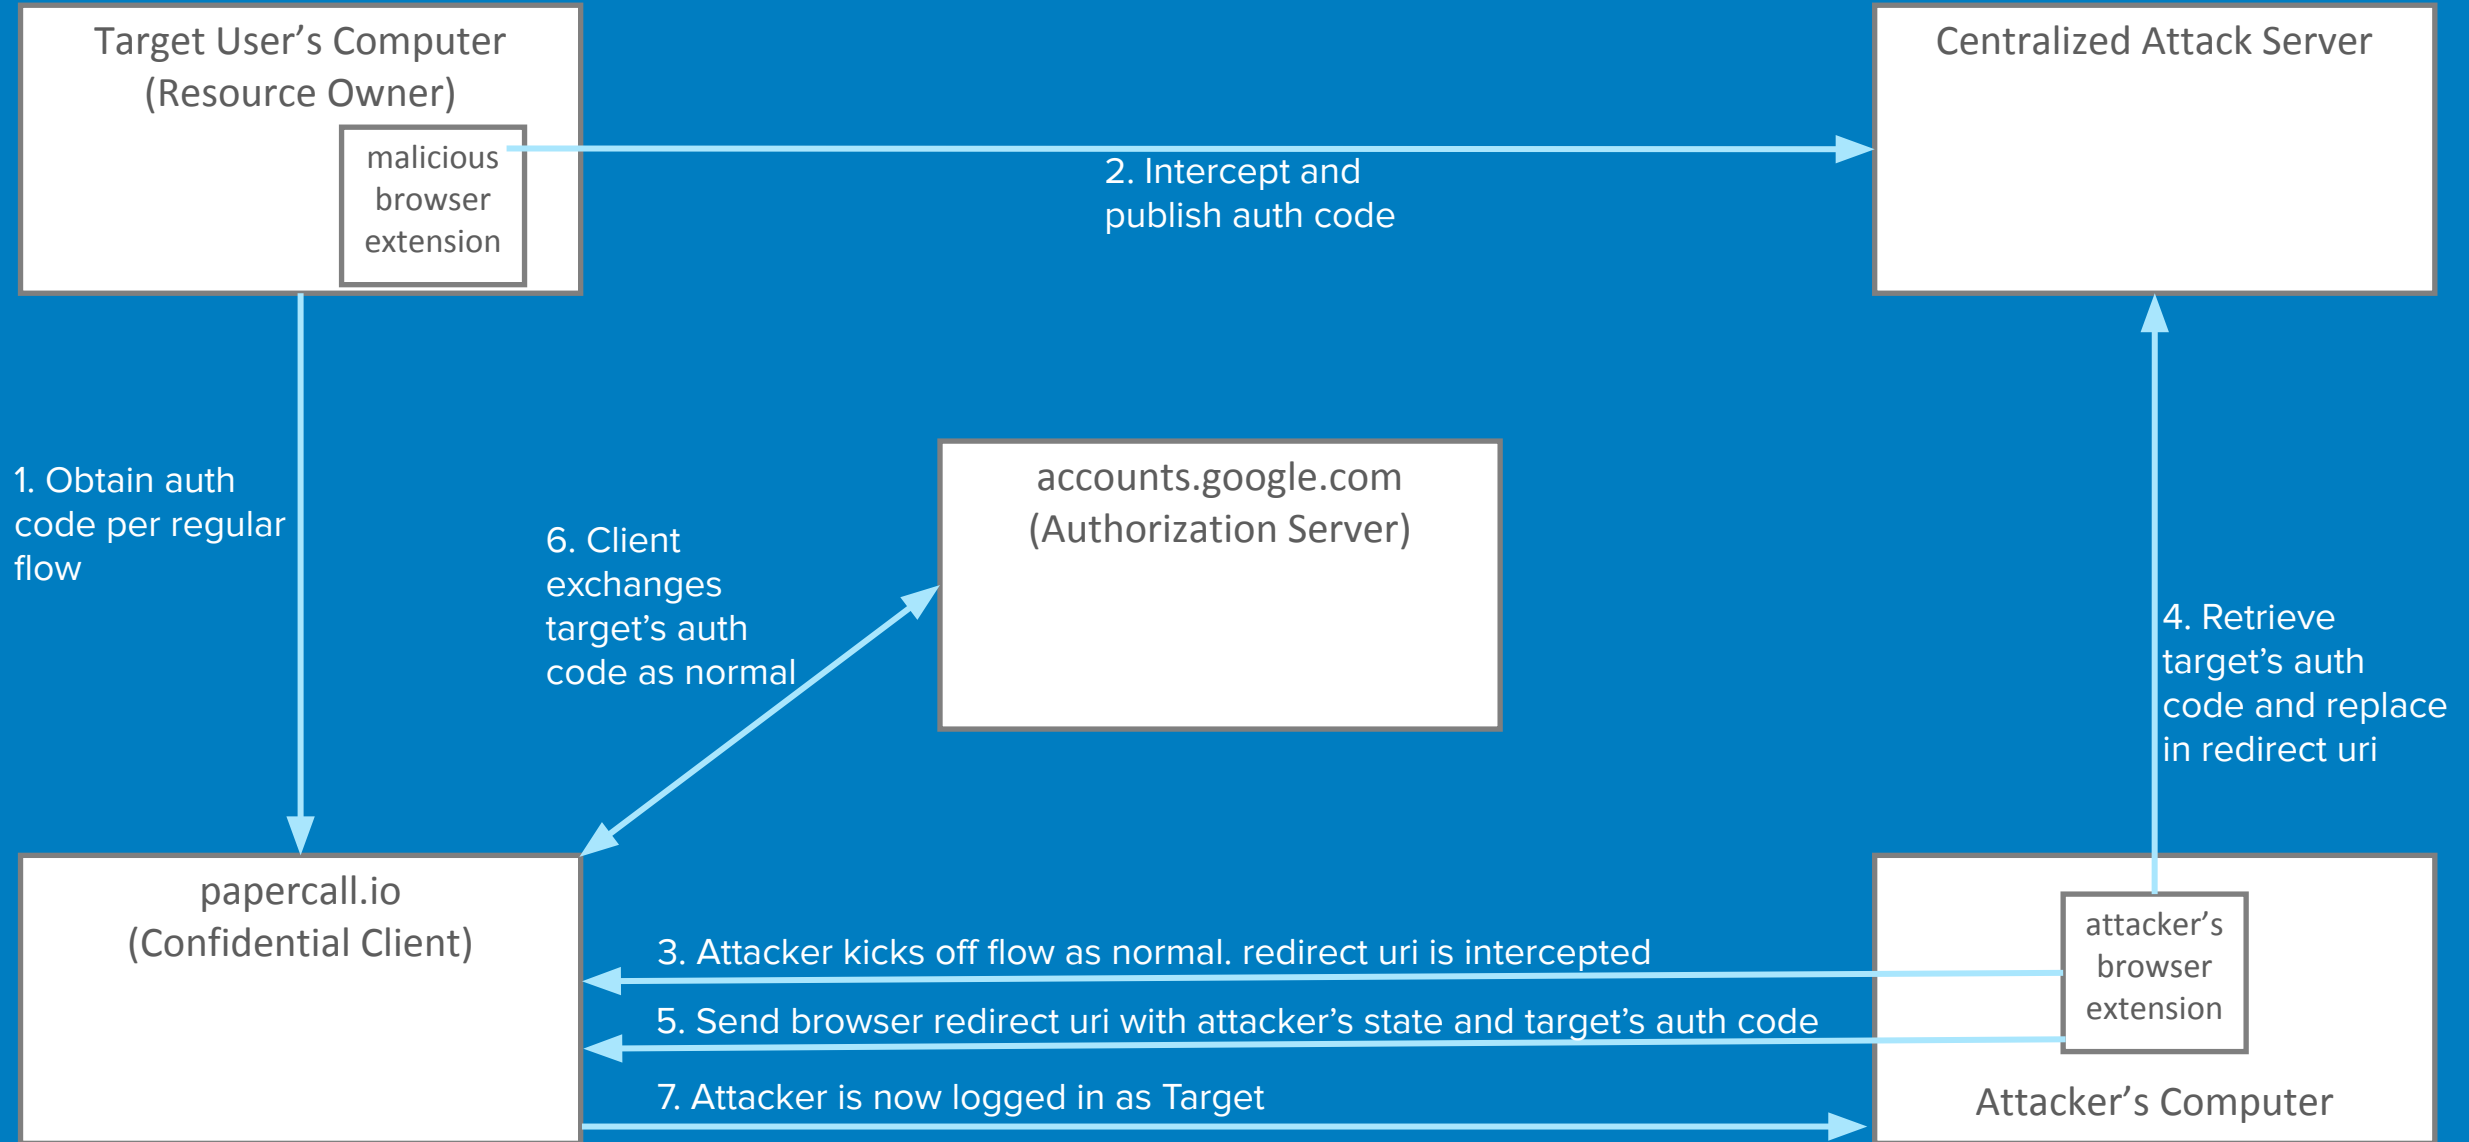 Target User’s Computer
(Resource Owner)
malicious
browser
extension
Centralized Attack Server
2. Intercept and
publish auth code
1. Obtain auth
code per regular
flow
6. Client
exchanges
target’s auth
code as normal
accounts.google.com
(Authorization Server)
4. Retrieve
target’s auth
code and replace
in redirect uri
papercall.io
(Confidential Client)
3. Attacker kicks off flow as normal. redirect uri is intercepted
5. Send browser redirect uri with attacker’s state and target’s auth code
7. Attacker is now logged in as Target
attacker’s
browser
extension
Attacker’s Computer